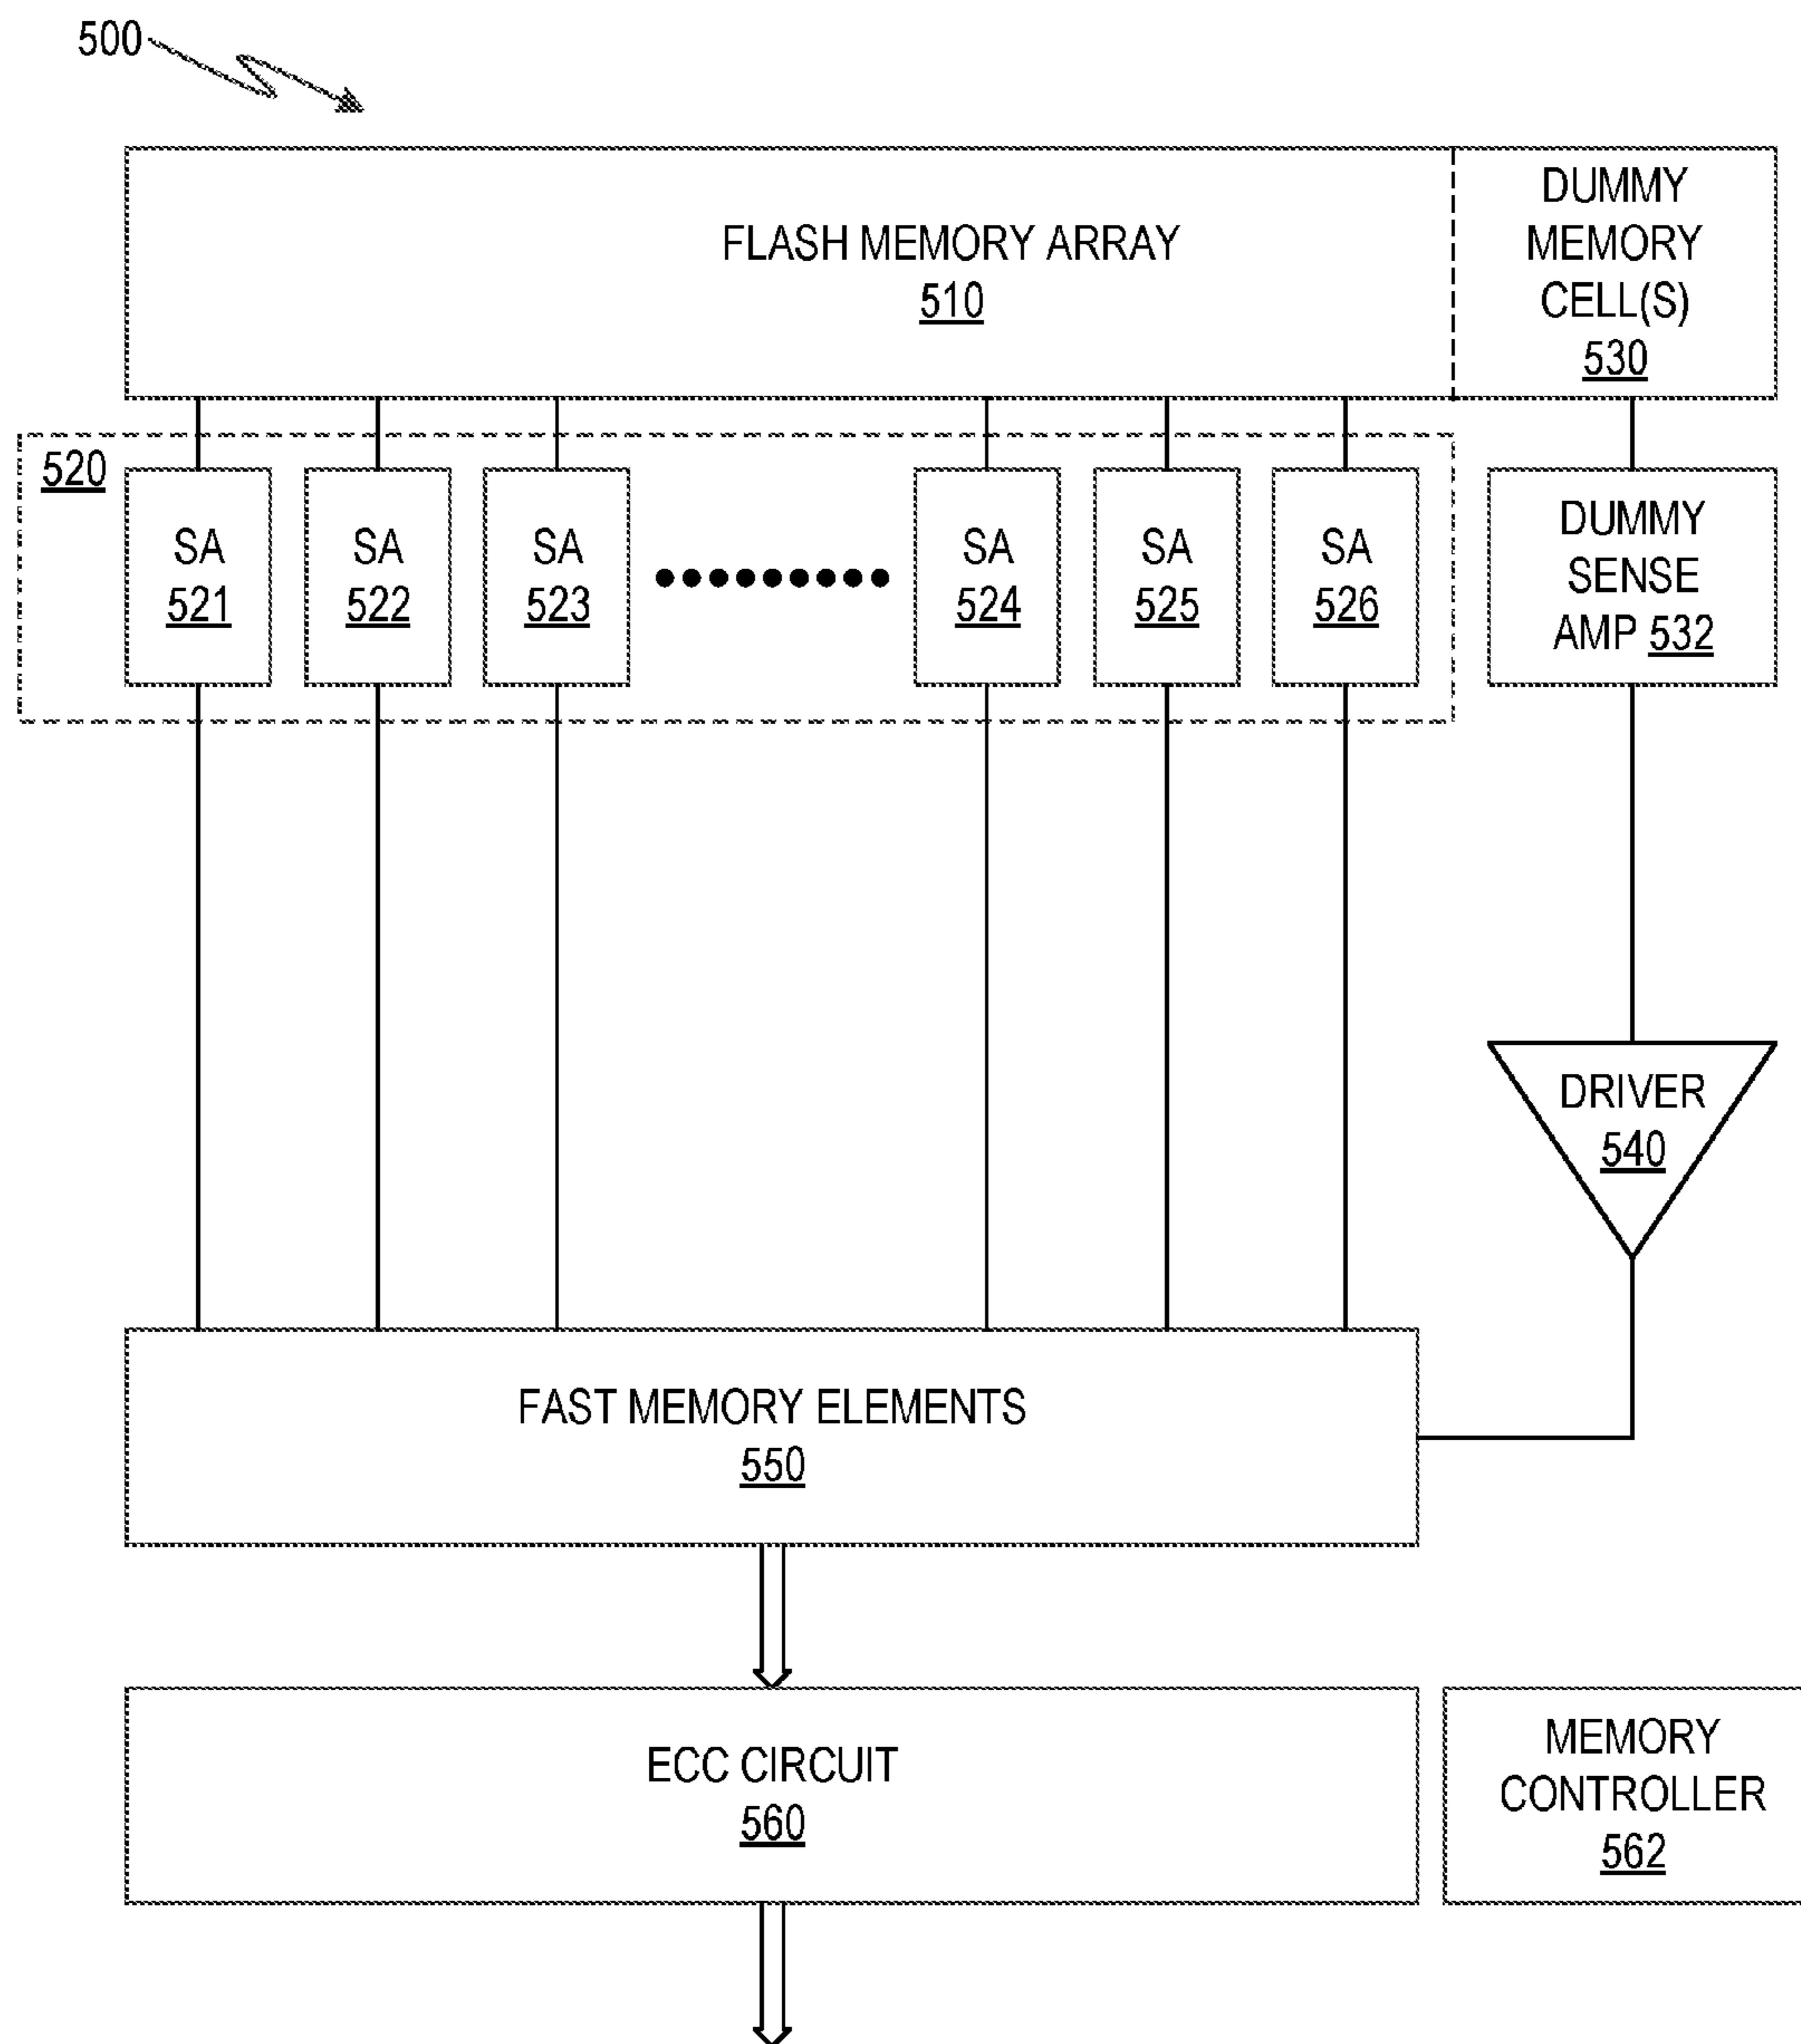 500
FLASH MEMORY ARRAY
510
DUMMY
MEMORY
CELL(S)
530
520
SA
521
SA
522
SA
523
SA
524
SA
525
SA
526
DUMMY
SENSE
AMP 532
DRIVER
540
FAST MEMORY ELEMENTS
550
ECC CIRCUIT
560
MEMORY
CONTROLLER
562